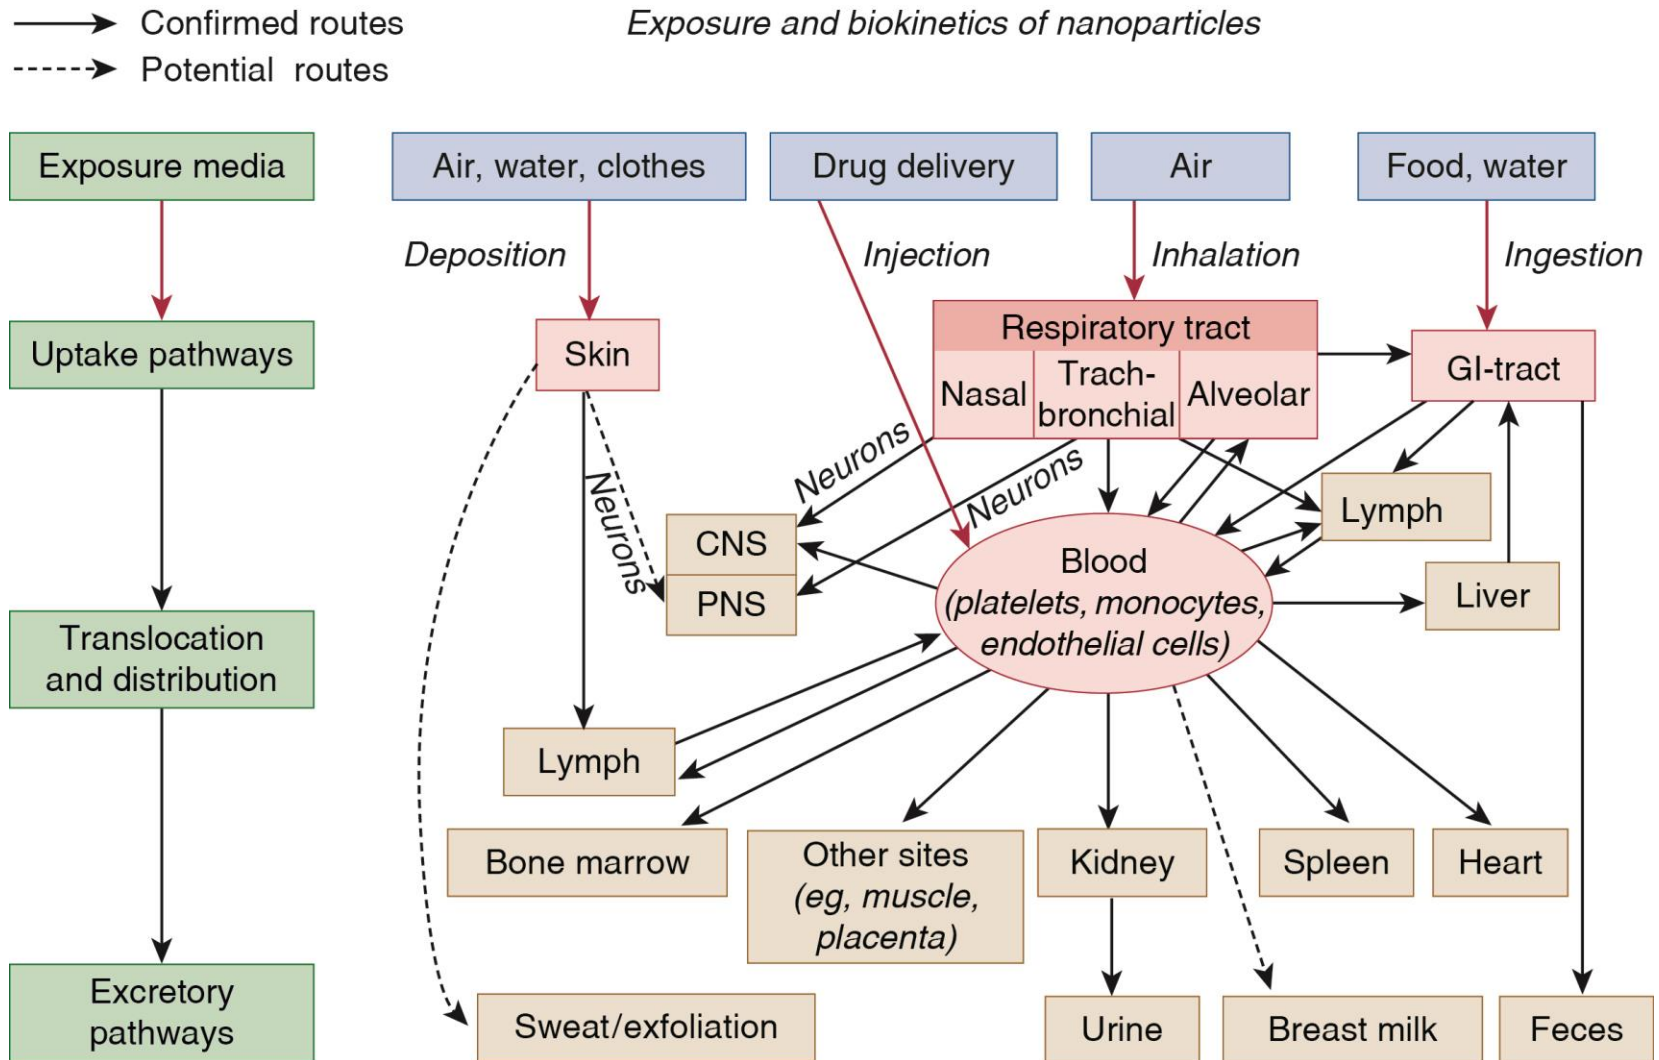 Confirmed routes
Exposure and biokinetics of nanoparticles
Potential routes
Exposure media
Air, water, clothes
Drug delivery
Air
Food, water
Deposition
Injection
Inhalation
Ingestion
Uptake pathways
Skin
Respiratory tract
Nasal
Trach-
bronchial
Alveolar
GI-tract
Neurons
Neurons
Neurons
CNS
PNS
Lymph
Blood
(platelets, monocytes,
endothelial cells)
Liver
Translocation
and distribution
Lymph
Bone marrow
Other sites
(eg, muscle,
placenta)
Kidney
Spleen
Heart
Excretory
pathways
Sweat/exfoliation
Urine
Breast milk
Feces